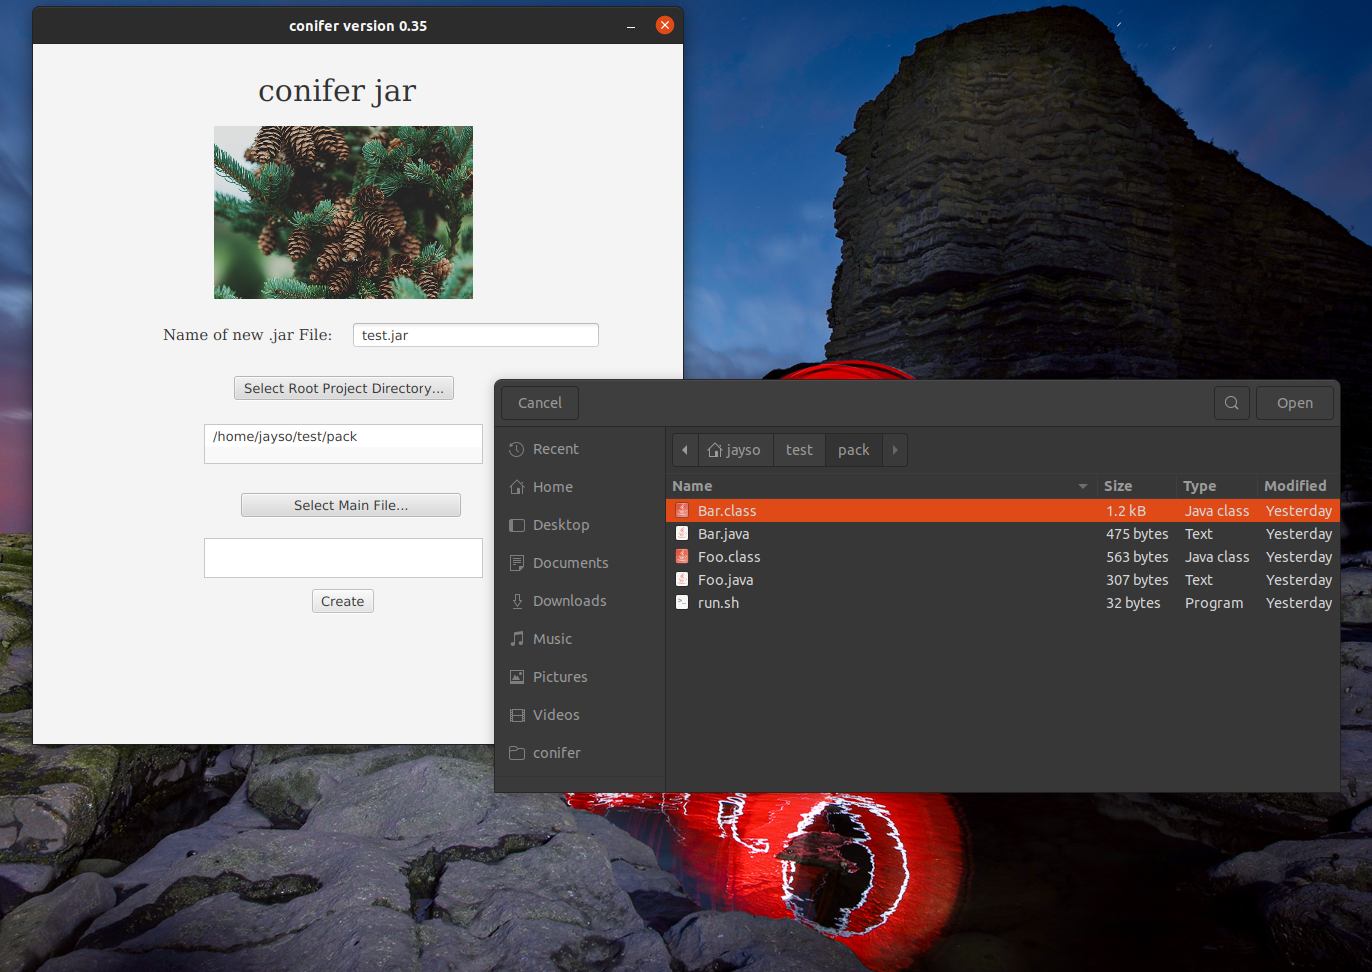 conifer version 0.35
conifer jar
Name of new .jar File: test.jar
Select Root Project Directory...
/home/jayso/test/pack
Select Main File...
Create
Cancel Open
Recent
Home
Desktop
Documents
Downloads
Music
Pictures
Videos
conifer
jayso test pack
Name Size Type Modified
Bar.class 1.2 kB Java class Yesterday
Bar.java 475 bytes Text Yesterday
Foo.class 563 bytes Java class Yesterday
Foo.java 307 bytes Text Yesterday
run.sh 32 bytes Program Yesterday